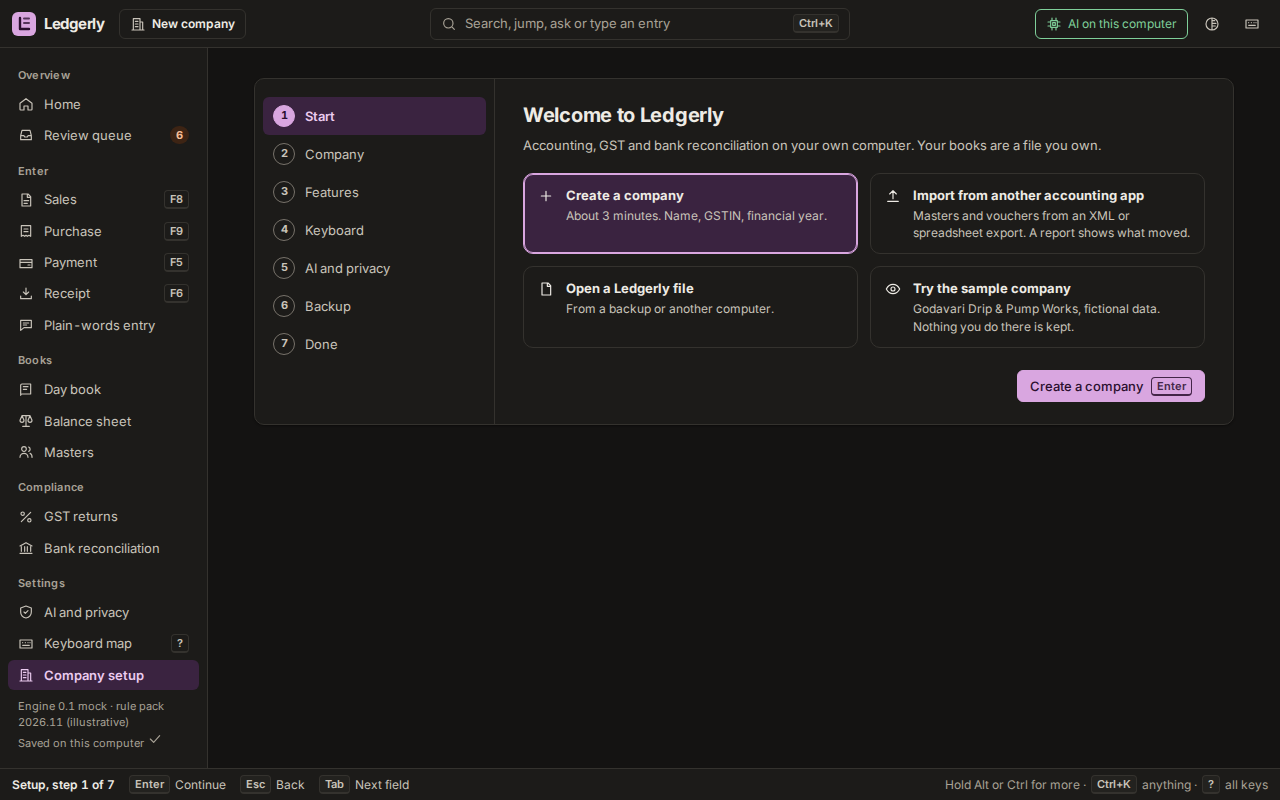 Ledgerly
New company
Search, jump, ask or type an entry
Ctrl+K
AI on this computer
Overview
Home
Review queue 6
Enter
Sales F8
Purchase F9
Payment F5
Receipt F6
Plain-words entry
Books
Day book
Balance sheet
Masters
Compliance
GST returns
Bank reconciliation
Settings
AI and privacy
Keyboard map ?
Company setup
Engine 0.1 mock · rule pack
2026.11 (illustrative)
Saved on this computer
1 Start
2 Company
3 Features
4 Keyboard
5 AI and privacy
6 Backup
7 Done
Welcome to Ledgerly
Accounting, GST and bank reconciliation on your own computer. Your books are a file you own.
Create a company
About 3 minutes. Name, GSTIN, financial year.
Import from another accounting app
Masters and vouchers from an XML or
spreadsheet export. A report shows what moved.
Open a Ledgerly file
From a backup or another computer.
Try the sample company
Godavari Drip & Pump Works, fictional data.
Nothing you do there is kept.
Create a company Enter
Setup, step 1 of 7 Enter Continue Esc Back Tab Next field
Hold Alt or Ctrl for more · Ctrl+K anything · ? all keys